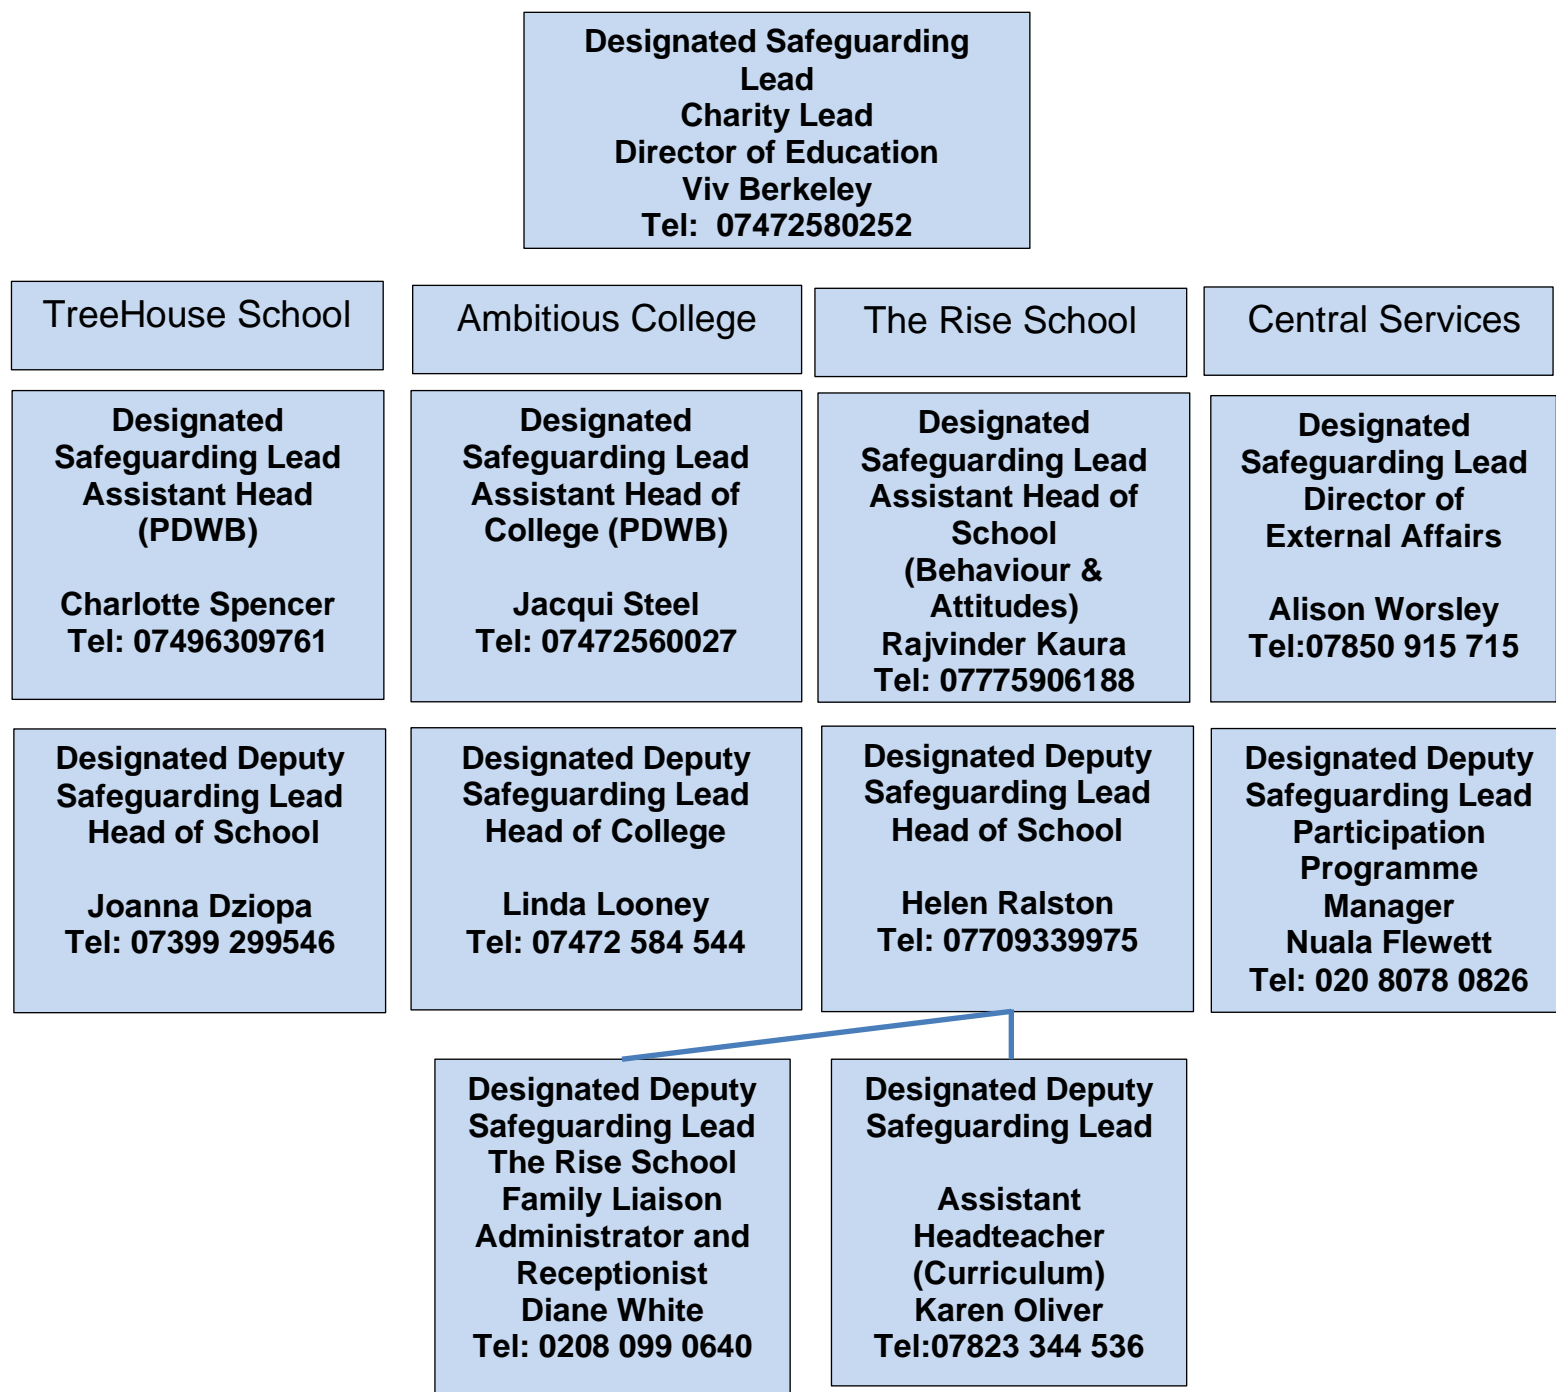 Designated Safeguarding
Lead
Charity Lead
Director of Education
Viv Berkeley
Tel:  07472580252
TreeHouse School
Ambitious College
The Rise School
Central Services
Designated
Safeguarding Lead
Assistant Head
(PDWB)
Charlotte Spencer
Tel: 07496309761
Designated
Safeguarding Lead
Assistant Head of
College (PDWB)
Jacqui Steel
Tel: 07472560027
Designated
Safeguarding Lead
Assistant Head of
School
(Behaviour &
Attitudes)
Rajvinder Kaura
Tel: 07775906188
Designated
Safeguarding Lead
Director of
External Affairs
Alison Worsley
Tel:07850 915 715
Designated Deputy
Safeguarding Lead
Head of School
Joanna Dziopa
Tel: 07399 299546
Designated Deputy
Safeguarding Lead
Head of College
Linda Looney
Tel: 07472 584 544
Designated Deputy
Safeguarding Lead
Head of School
Helen Ralston
Tel: 07709339975
Designated Deputy
Safeguarding Lead
Participation
Programme
Manager
Nuala Flewett
Tel: 020 8078 0826
Designated Deputy
Safeguarding Lead
The Rise School
Family Liaison
Administrator and
Receptionist
Diane White
Tel: 0208 099 0640
Designated Deputy
Safeguarding Lead
Assistant
Headteacher
(Curriculum)
Karen Oliver
Tel:07823 344 536